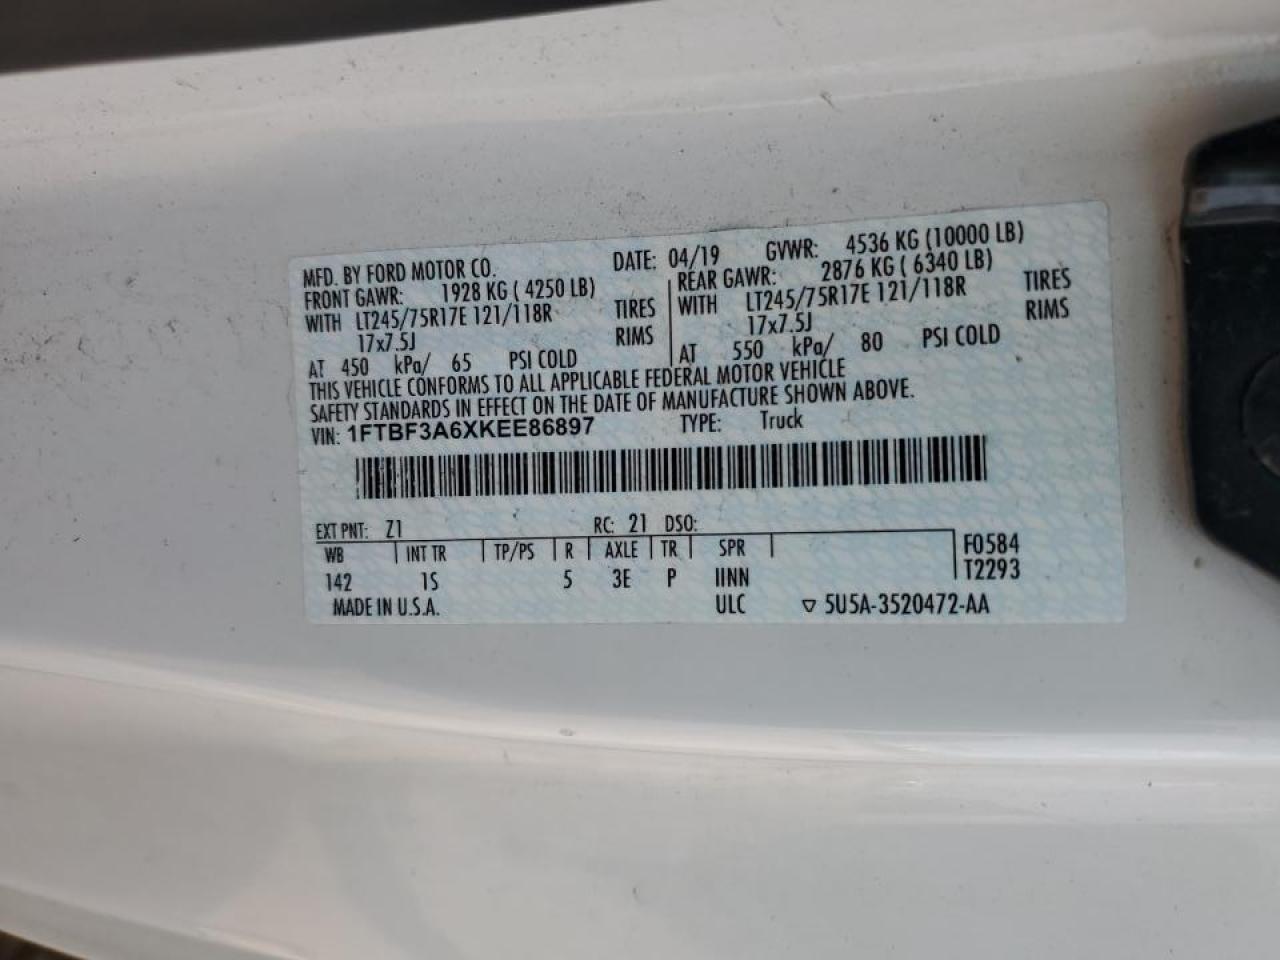 MFD. BY FORD MOTOR CO. DATE: 04/19 GVWR: 4536 KG (10000 LB)
FRONT GAWR: 1928 KG ( 4250 LB) REAR GAWR: 2876 KG ( 6340 LB)
WITH LT245/75R17E 121/118R TIRES WITH LT245/75R17E 121/118R TIRES
17x7.5J RIMS 17x7.5J RIMS
AT 450 kPa/ 65 PSI COLD AT 550 kPa/ 80 PSI COLD
THIS VEHICLE CONFORMS TO ALL APPLICABLE FEDERAL MOTOR VEHICLE
SAFETY STANDARDS IN EFFECT ON THE DATE OF MANUFACTURE SHOWN ABOVE.
VIN: 1FTBF3A6XKEE86897 TYPE: Truck
EXT PNT: Z1 RC: 21 DSO:
WB INT TR TP/PS R AXLE TR SPR F0584
142 1S 5 3E P IINN T2293
MADE IN U.S.A. ULC ▽ 5U5A-3520472-AA